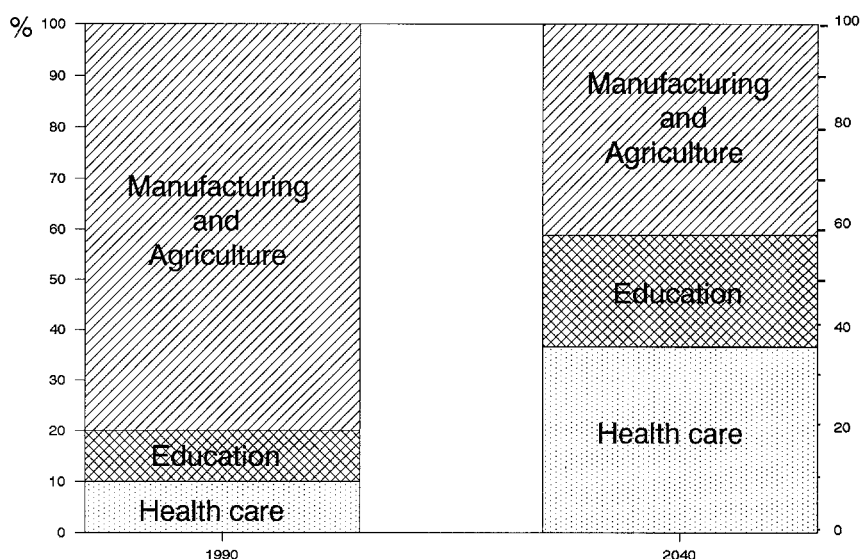 %
100
90
80
70
60
50
40
30
20
10
0
Manufacturing
and
Agriculture
Education
Health care
1990
Manufacturing
and
Agriculture
Education
Health care
2040
100
80
60
40
20
0